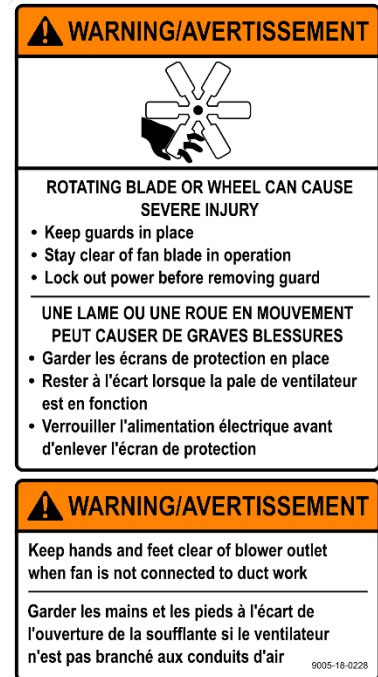 WARNING/AVERTISSEMENT
ROTATING BLADE OR WHEEL CAN CAUSE
SEVERE INJURY
• Keep guards in place
• Stay clear of fan blade in operation
• Lock out power before removing guard
UNE LAME OU UNE ROUE EN MOUVEMENT
PEUT CAUSER DE GRAVES BLESSURES
• Garder les écrans de protection en place
• Rester à l'écart lorsque la pale de ventilateur
est en fonction
• Verrouiller l'alimentation électrique avant
d'enlever l'écran de protection
WARNING/AVERTISSEMENT
Keep hands and feet clear of blower outlet
when fan is not connected to duct work
Garder les mains et les pieds à l'écart de
l'ouverture de la soufflante si le ventilateur
n'est pas branché aux conduits d'air
9005-18-0228